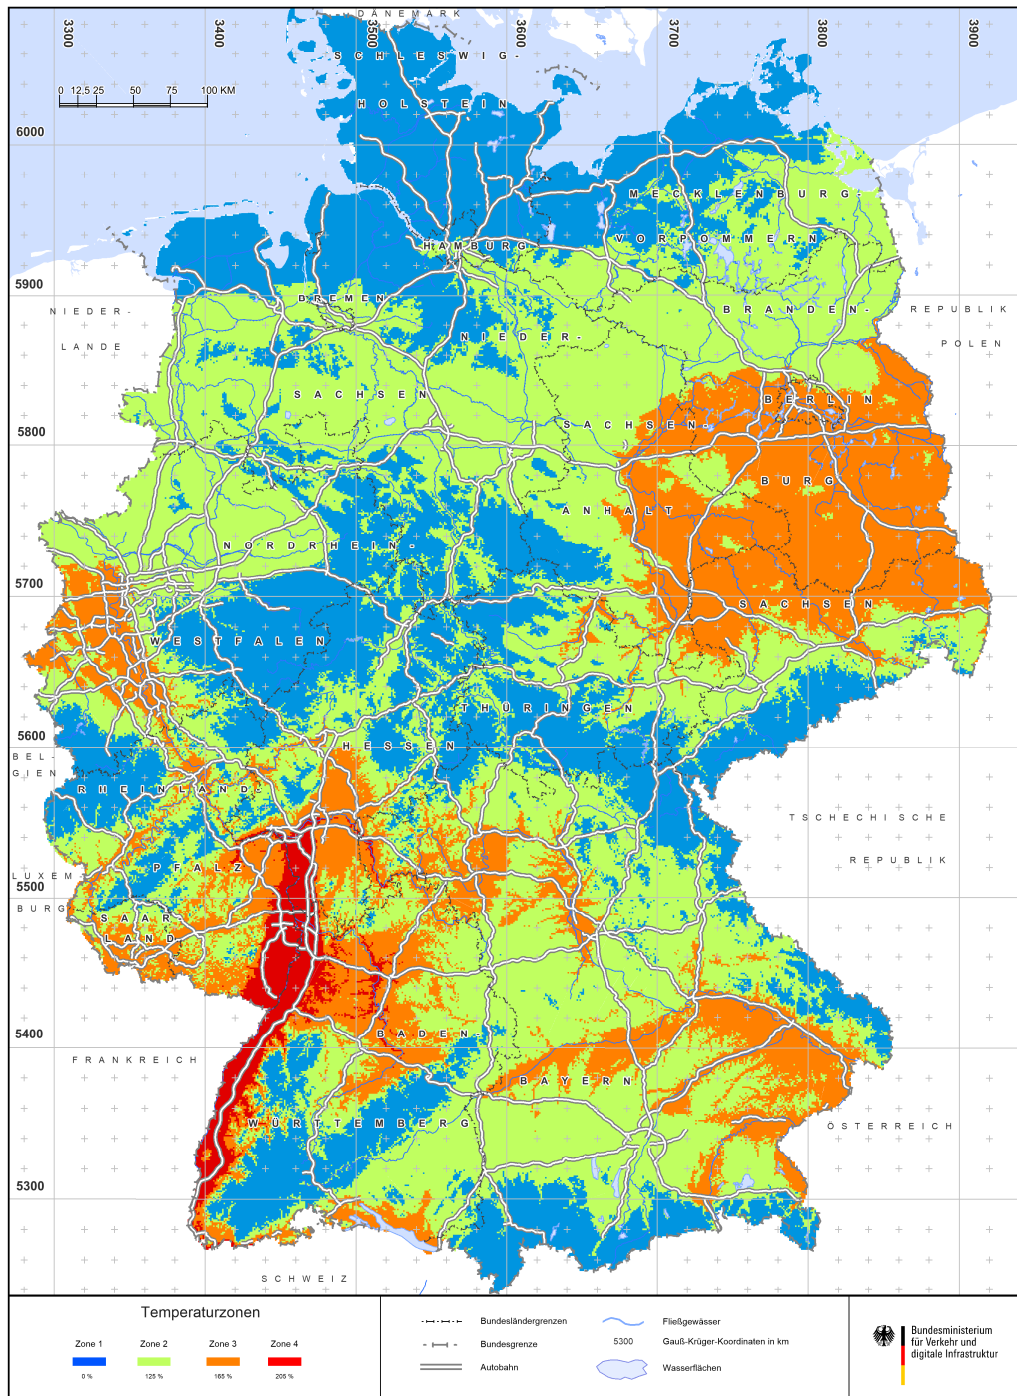 DÄNEMARK
3300
3400
3500
3600
3700
3800
3900
SCHLESWIG-
0 12,5 25 50 75 100 KM
HOLSTEIN
6000
MECKLENBURG
VORPOMMERN
HAMBURG
5900
BREMEN
NIEDER-
LANDE
NIEDER-
BRANDEN-
REPUBLIK
POLEN
SACHSEN
BERLIN
SACHSEN-
5800
BURG
ANHALT
NORDRHEIN-
5700
SACHSEN
WESTFALEN
THÜRINGEN
5600
HESSEN
BEL-
GIEN
RHEINLAND-
TSCHECHISCHE
REPUBLIK
PFALZ
LUXEM-
BURG
5500
SAAR
LAND
5400
BADEN-
FRANKREICH
BAYERN
WÜRTTEMBERG
ÖSTERREICH
5300
SCHWEIZ
Temperaturzonen
Zone 1 Zone 2 Zone 3 Zone 4
0 % 125 % 165 % 205 %
Bundesländergrenzen
Bundesgrenze
Autobahn
Fließgewässer
5300 Gauß-Krüger-Koordinaten in km
Wasserflächen
Bundesministerium
für Verkehr und
digitale Infrastruktur